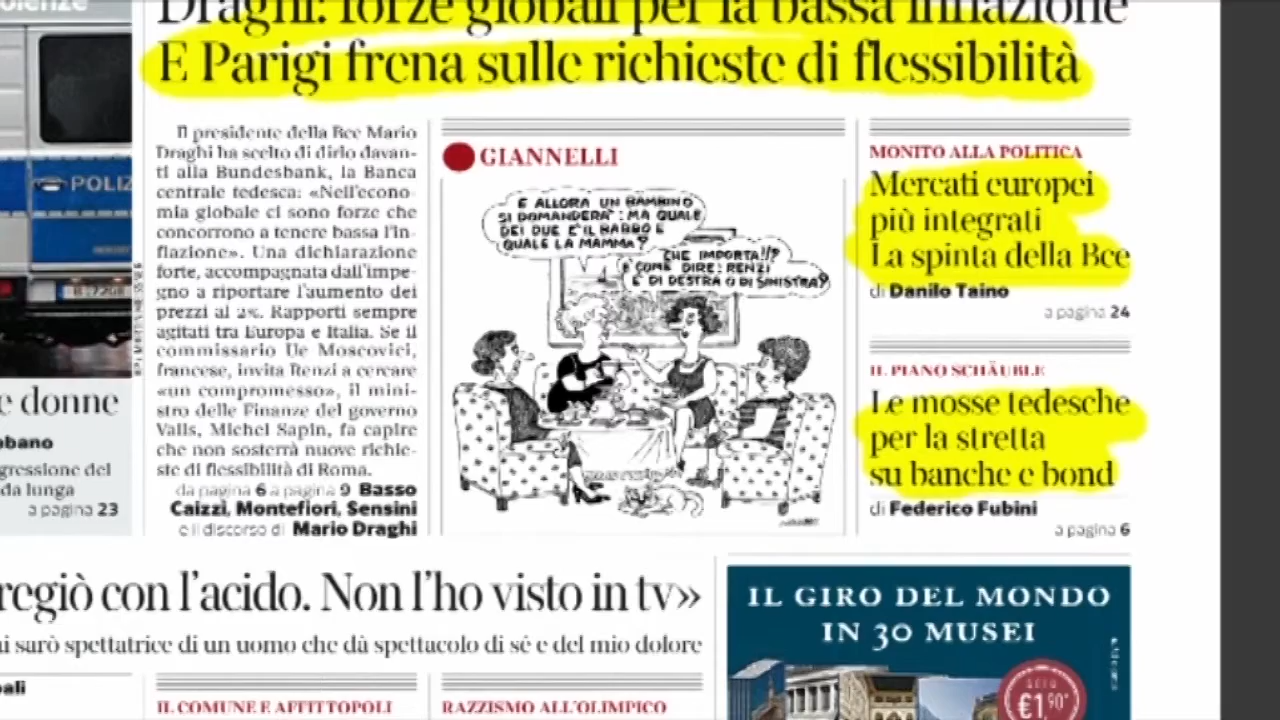 olenze
POLIZ
Draghi: forze globali per la bassa inflazione
E Parigi frena sulle richieste di flessibilità
Il presidente della Bce Mario
Draghi ha scelto di dirlo davan-
ti alla Bundesbank, la Banca
centrale tedesca: «Nell'econo-
mia globale ci sono forze che
concorrono a tenere bassa l'in-
flazione». Una dichiarazione
forte, accompagnata dall'impe-
gno a riportare l'aumento dei
prezzi al 2%. Rapporti sempre
agitati tra Europa e Italia. Se il
commissario Ue Moscovici,
francese, invita Renzi a cercare
«un compromesso», il mini-
stro delle Finanze del governo
Valls, Michel Sapin, fa capire
che non sosterrà nuove richie-
ste di flessibilità di Roma.
da pagina 6 a pagina 9 Basso
Caizzi, Montefiori, Sensini
e il discorso di Mario Draghi
GIANNELLI
E ALLORA UN BAMBINO
SI DOMANDERA': MA QUALE
DEI DUE E' IL BABBO E
QUALE LA MAMMA?
CHE IMPORTA!!?
E' COME DIRE: RENZI
E' DI DESTRA O DI SINISTRA?
MONITO ALLA POLITICA
Mercati europei
più integrati
La spinta della Bce
di Danilo Taino
a pagina 24
IL PIANO SCHÄUBLE
Le mosse tedesche
per la stretta
su banche e bond
di Federico Fubini
a pagina 6
e donne
obano
gressione del
da lunga
a pagina 23
regiò con l'acido. Non l'ho visto in tv»
ai sarò spettatrice di un uomo che dà spettacolo di sé e del mio dolore
pali
IL COMUNE E AFFITTOPOLI
RAZZISMO ALL'OLIMPICO
IL GIRO DEL MONDO
IN 30 MUSEI
€1,90*